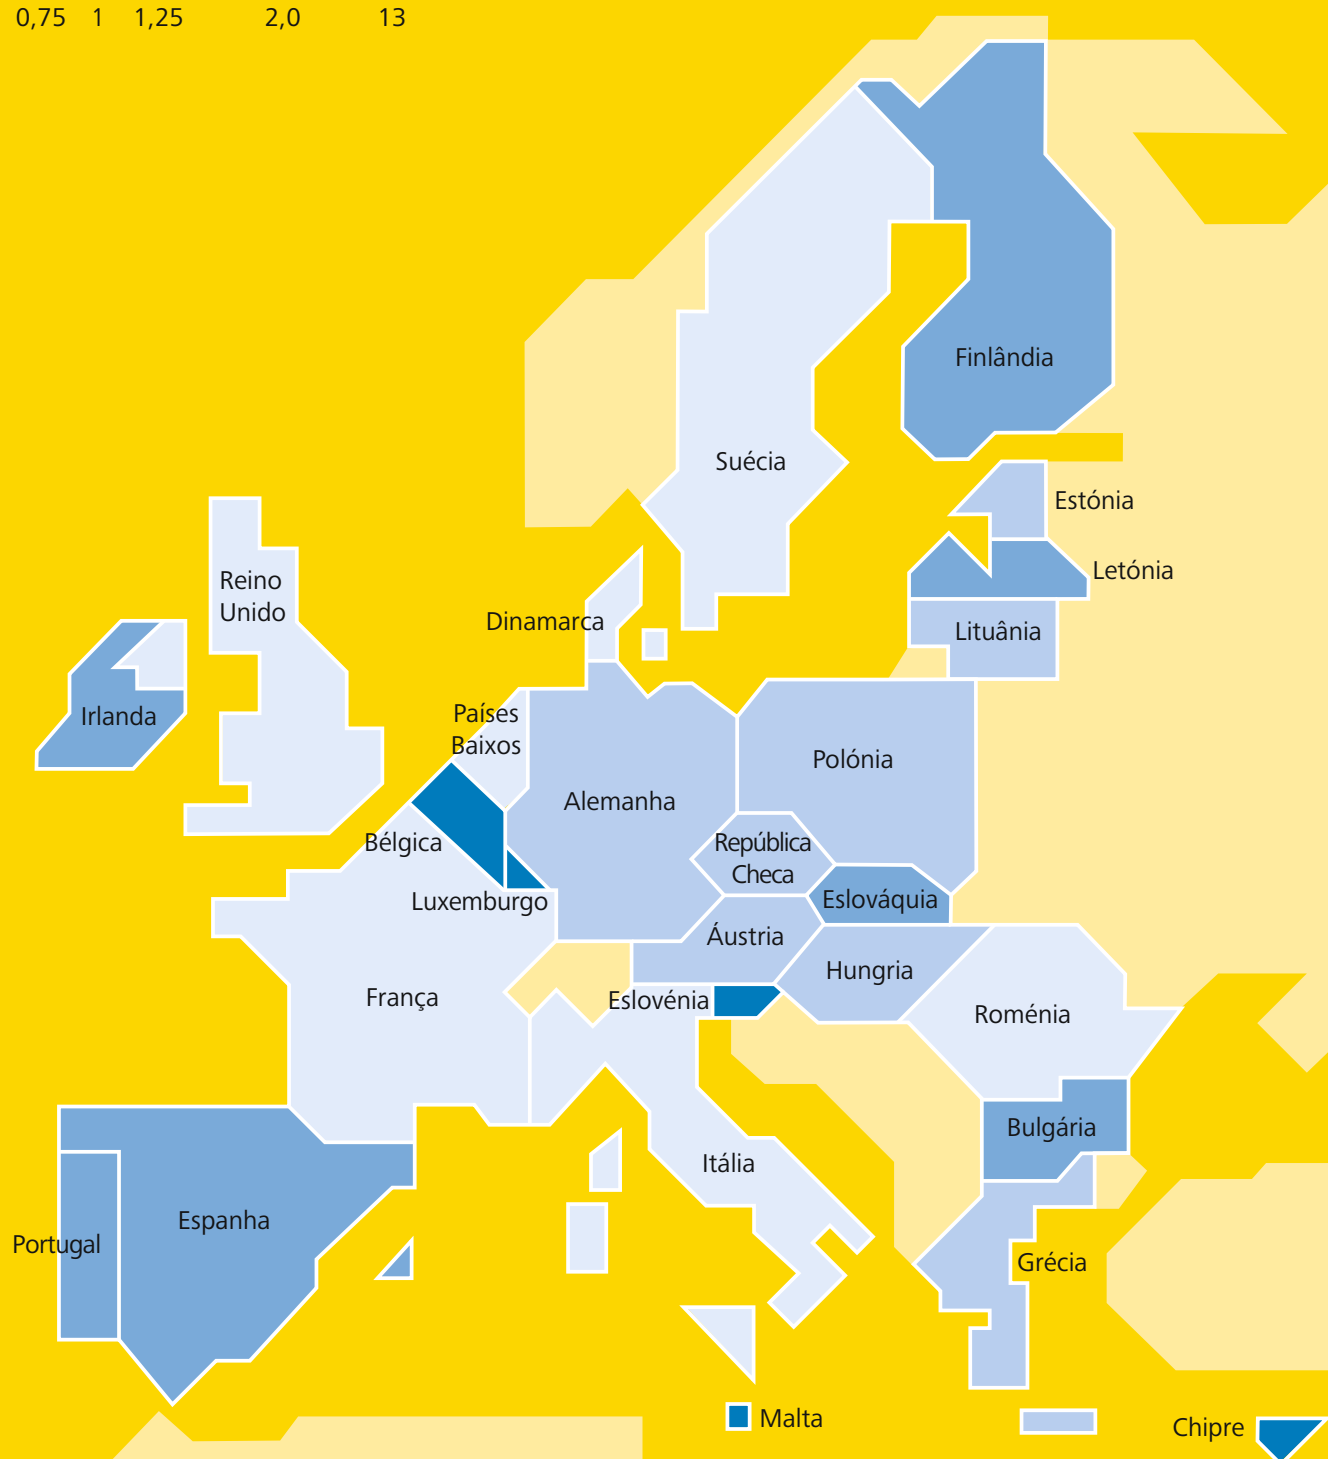 0,75 1 1,25 2,0 13
Finlândia
Suécia
Estónia
Letónia
Reino
Unido
Dinamarca
Lituânia
Irlanda
Países
Baixos
Polónia
Alemanha
Bélgica
República
Checa
Luxemburgo
Eslováquia
Áustria
Hungria
França
Eslovénia
Roménia
Bulgária
Itália
Espanha
Portugal
Grécia
Malta
Chipre